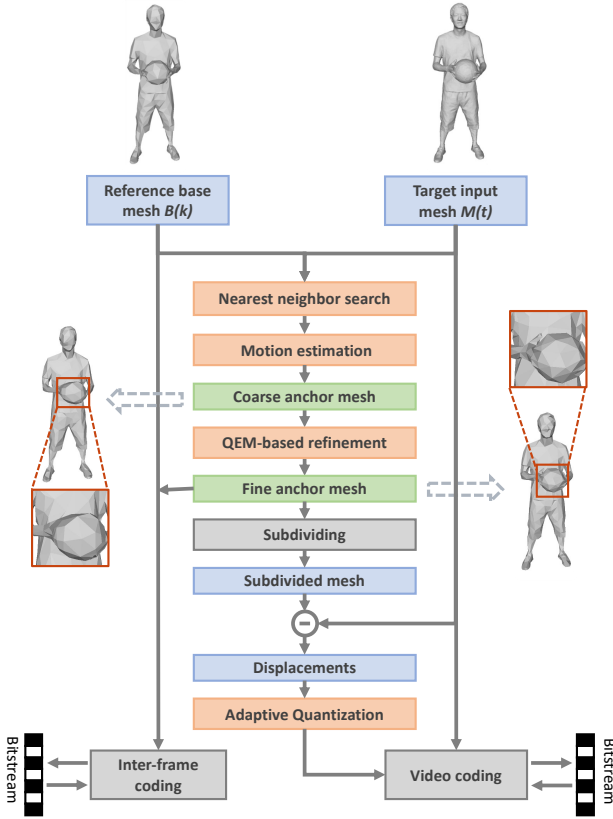 Reference base
mesh B(k)
Target input
mesh M(t)
Nearest neighbor search
Motion estimation
Coarse anchor mesh
QEM-based refinement
Fine anchor mesh
Subdividing
Subdivided mesh
Displacements
Adaptive Quantization
Bitstream
Inter-frame
coding
Video coding
Bitstream